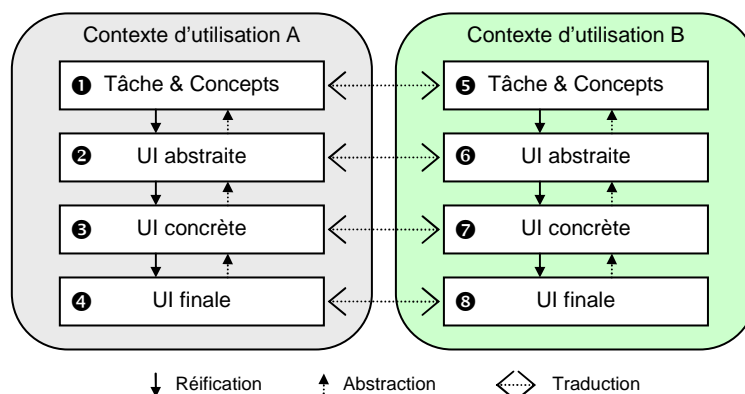 Contexte d'utilisation A
❶ Tâche & Concepts
❷ UI abstraite
❸ UI concrète
❹ UI finale
Contexte d'utilisation B
❺ Tâche & Concepts
❻ UI abstraite
❼ UI concrète
❽ UI finale
Réification
Abstraction
Traduction